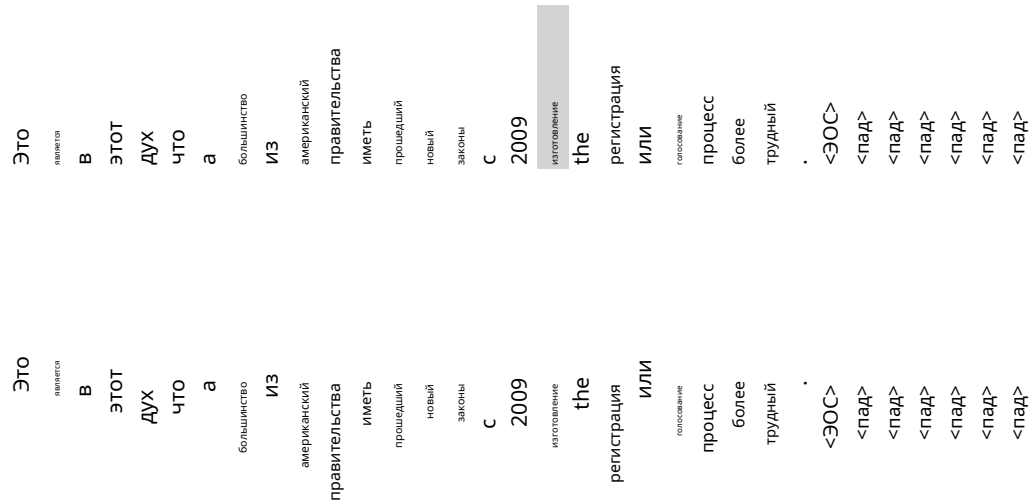 Это является в этот дух что а большинство из американский правительства иметь прошедший новый законы с 2009 изготовление the регистрация или голосование процесс более трудный . <ЭОС> <пад> <пад> <пад> <пад> <пад> <пад>
Это является в этот дух что а большинство из американский правительства иметь прошедший новый законы с 2009 изготовление the регистрация или голосование процесс более трудный . <ЭОС> <пад> <пад> <пад> <пад> <пад> <пад>